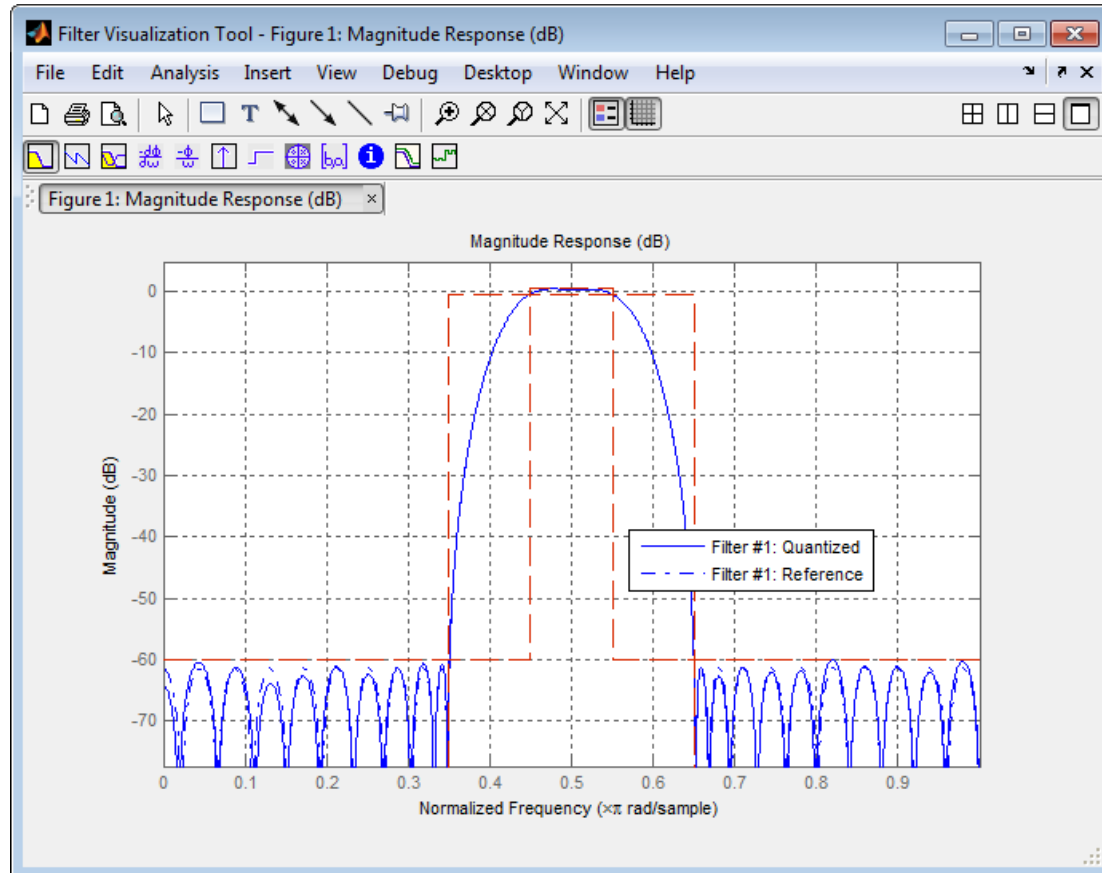 Filter Visualization Tool - Figure 1: Magnitude Response (dB)
File Edit Analysis Insert View Debug Desktop Window Help
Figure 1: Magnitude Response (dB)
Magnitude Response (dB)
0
-10
-20
-30
-40
-50
-60
-70
Magnitude (dB)
Filter #1: Quantized
Filter #1: Reference
0 0.1 0.2 0.3 0.4 0.5 0.6 0.7 0.8 0.9
Normalized Frequency (×π rad/sample)